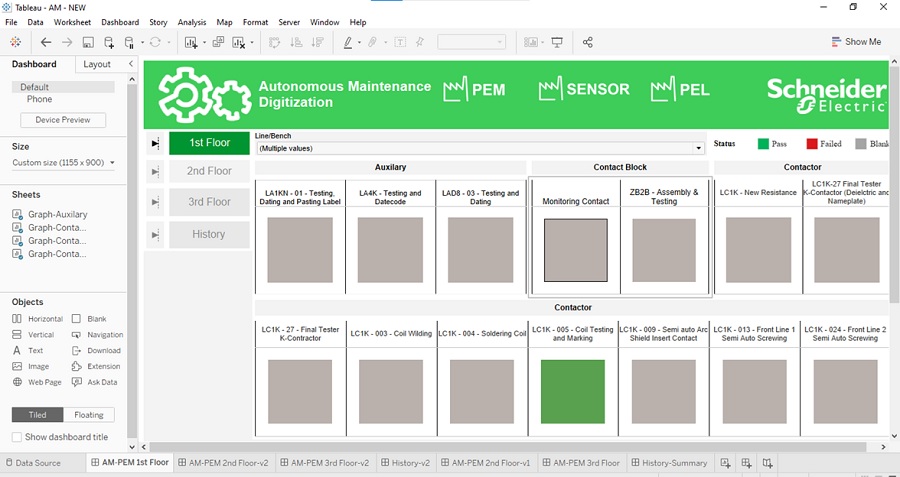 Tableau - AM - NEW
File Data Worksheet Dashboard Story Analysis Map Format Server Window Help
Show Me
Dashboard Layout
Default
Phone
Device Preview
Size
Custom size (1155 x 900)
Sheets
Graph-Auxilary
Graph-Conta...
Graph-Conta...
Graph-Conta...
Objects
Horizontal Blank
Vertical Navigation
Text Download
Image Extension
Web Page Ask Data
Tiled Floating
Show dashboard title
Autonomous Maintenance
Digitization
PEM SENSOR PEL
Schneider
Electric
1st Floor
2nd Floor
3rd Floor
History
Line/Bench
(Multiple values)
Status Pass Failed Blank
Auxilary Contact Block Contactor
LA1KN - 01 - Testing,
Dating and Pasting Label
LA4K - Testing and
Datecode
LAD8 - 03 - Testing and
Dating
Monitoring Contact
ZB2B - Assembly &
Testing
LC1K - New Resistance
LC1K-27 Final Tester
K-Contactor (Deielctric and
Nameplate)
Contactor
LC1K - 27 - Final Tester
K-Contractor
LC1K - 003 - Coil Wilding
LC1K - 004 - Soldering Coil
LC1K - 005 - Coil Testing
and Marking
LC1K - 009 - Semi auto Arc
Shield Insert Contact
LC1K - 013 - Front Line 1
Semi Auto Screwing
LC1K - 024 - Front Line 2
Semi Auto Screwing
Data Source AM-PEM 1st Floor AM-PEM 2nd Floor-v2 AM-PEM 3rd Floor-v2 History-v2 AM-PEM 2nd Floor-v1 AM-PEM 3rd Floor History-Summary